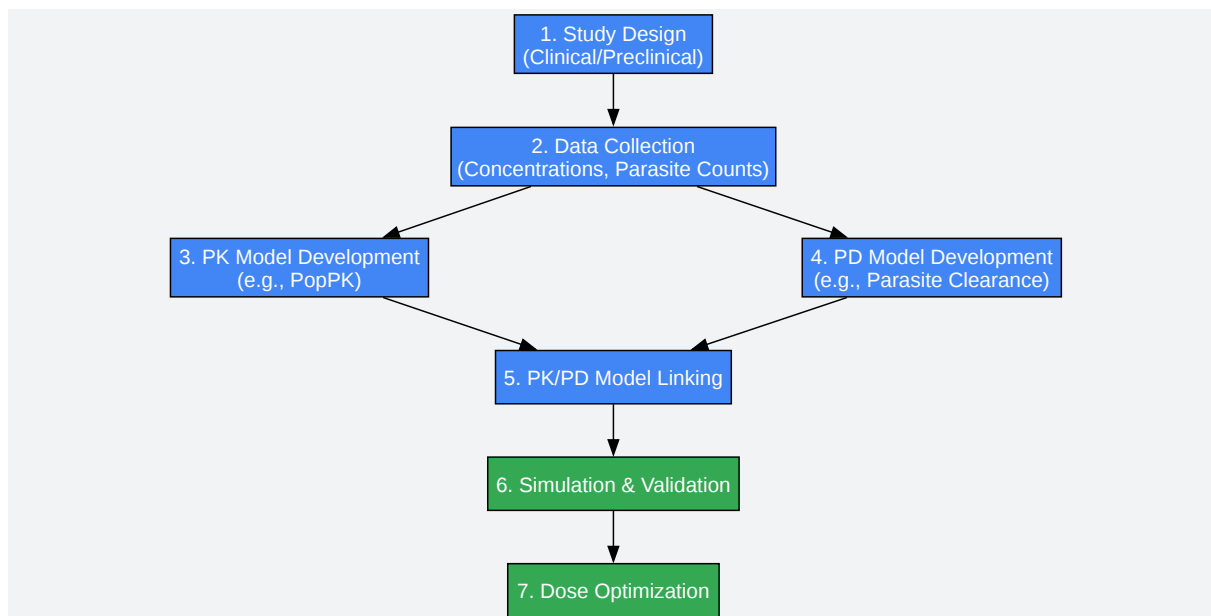 1. Study Design
(Clinical/Preclinical)
2. Data Collection
(Concentrations, Parasite Counts)
3. PK Model Development
(e.g., PopPK)
4. PD Model Development
(e.g., Parasite Clearance)
5. PK/PD Model Linking
6. Simulation & Validation
7. Dose Optimization